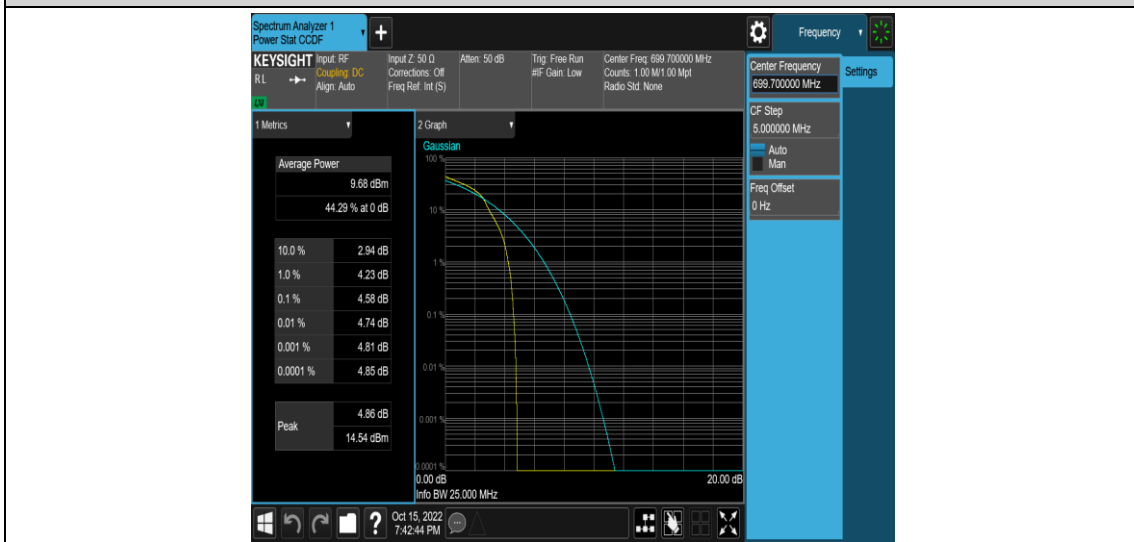 Spectrum Analyzer 1
Power Stat CCDF
Frequency
KEYSIGHT
RL
Input: RF
Coupling: DC
Align: Auto
Input Z: 50 Ω
Corrections: Off
Freq Ref: Int (S)
Atten: 50 dB
Trig: Free Run
#IF Gain: Low
Center Freq: 699.700000 MHz
Counts: 1.00 M/1.00 Mpt
Radio Std: None
Center Frequency
699.700000 MHz
Settings
CF Step
5.000000 MHz
Auto
Man
Freq Offset
0 Hz
1 Metrics
Average Power
9.68 dBm
44.29 % at 0 dB
10.0 % 2.94 dB
1.0 % 4.23 dB
0.1 % 4.58 dB
0.01 % 4.74 dB
0.001 % 4.81 dB
0.0001 % 4.85 dB
Peak
4.86 dB
14.54 dBm
2 Graph
Gaussian
100 %
10 %
1 %
0.1 %
0.01 %
0.001 %
0.0001 %
0.00 dB 20.00 dB
Info BW 25.000 MHz
?
Oct 15, 2022
7:42:44 PM